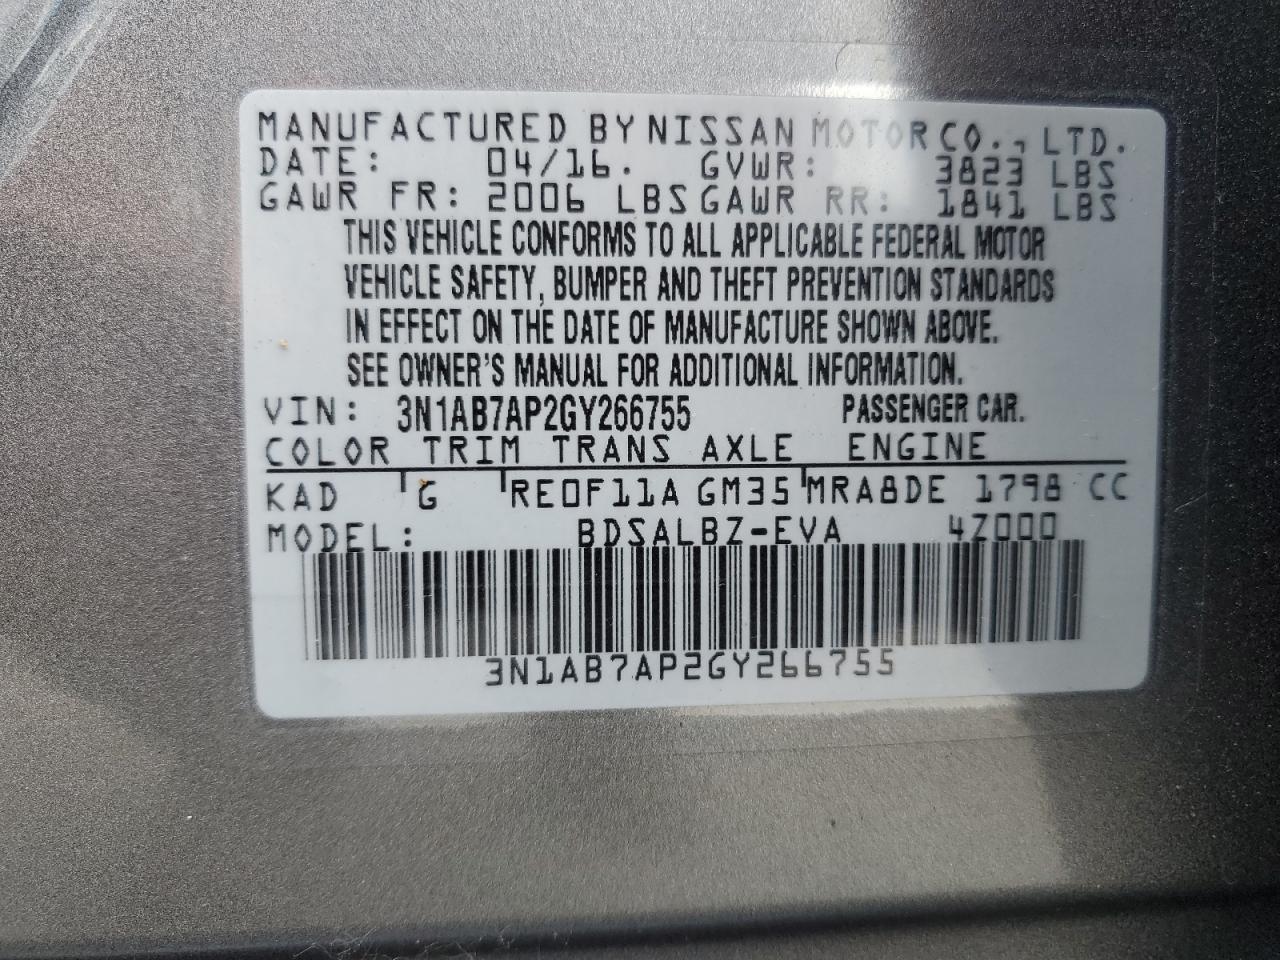 MANUFACTURED BY NISSAN MOTOR CO., LTD.
DATE: 04/16. GVWR: 3823 LBS
GAWR FR: 2006 LBS GAWR RR: 1841 LBS
THIS VEHICLE CONFORMS TO ALL APPLICABLE FEDERAL MOTOR
VEHICLE SAFETY, BUMPER AND THEFT PREVENTION STANDARDS
IN EFFECT ON THE DATE OF MANUFACTURE SHOWN ABOVE.
SEE OWNER'S MANUAL FOR ADDITIONAL INFORMATION.
VIN: 3N1AB7AP2GY266755 PASSENGER CAR.
COLOR TRIM TRANS AXLE ENGINE
KAD G RE0F11A GM35 MRA8DE 1798 CC
MODEL: BDSALBZ-EVA 4Z000
3N1AB7AP2GY266755